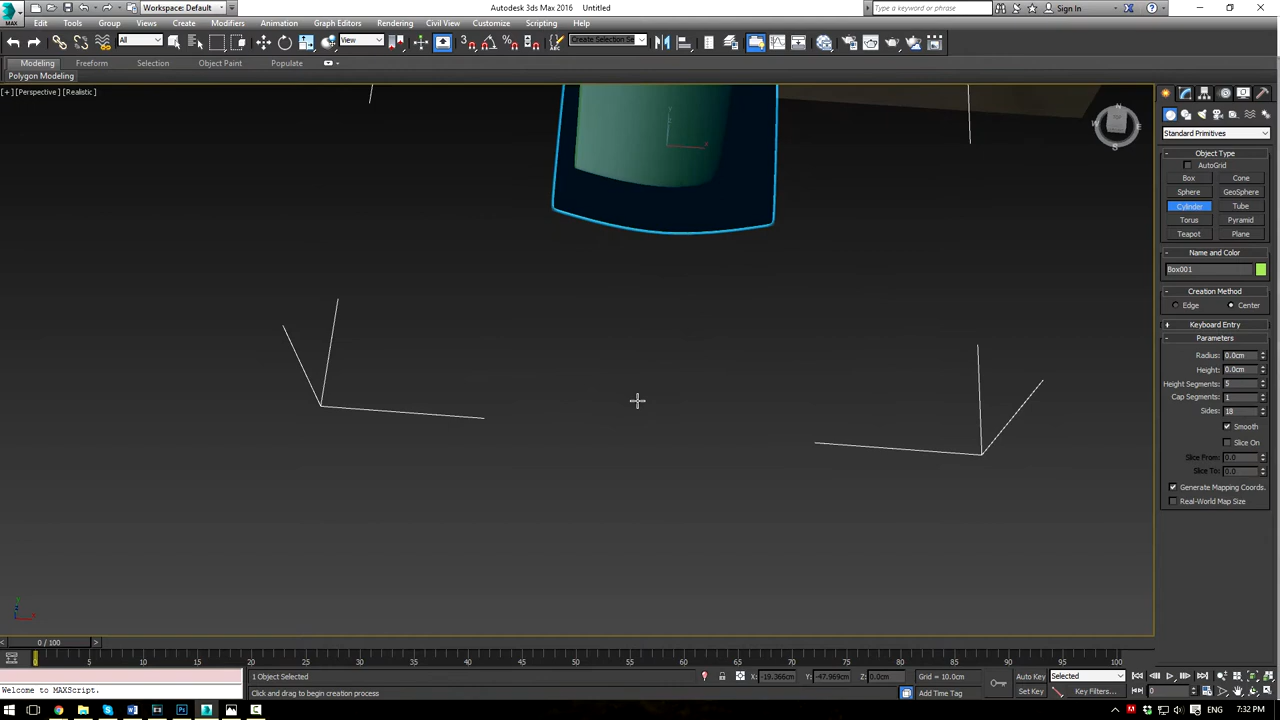 Workspace: Default
Autodesk 3ds Max 2016 Untitled
Type a keyword or phrase
Sign In
MAX
Edit Tools Group Views Create Modifiers Animation Graph Editors Rendering Civil View Customize Scripting Help
All
View
Create Selection Se
Modeling Freeform Selection Object Paint Populate
Polygon Modeling
[+] [Perspective] [Realistic]
N
W E
S
Standard Primitives
- Object Type
AutoGrid
Box Cone
Sphere GeoSphere
Cylinder Tube
Torus Pyramid
Teapot Plane
- Name and Color
Box001
- Creation Method
Edge Center
+ Keyboard Entry
- Parameters
Radius: 0.0cm
Height: 0.0cm
Height Segments: 5
Cap Segments: 1
Sides: 18
Smooth
Slice On
Slice From: 0.0
Slice To: 0.0
Generate Mapping Coords.
Real-World Map Size
< 0 / 100 >
0 5 10 15 20 25 30 35 40 45 50 55 60 65 70 75 80 85 90 95 100
1 Object Selected
X: -19.366cm Y: -47.969cm Z: 0.0cm Grid = 10.0cm
Auto Key Selected
Welcome to MAXScript.
Click and drag to begin creation process
Add Time Tag
Set Key Key Filters... 0
ENG 7:32 PM